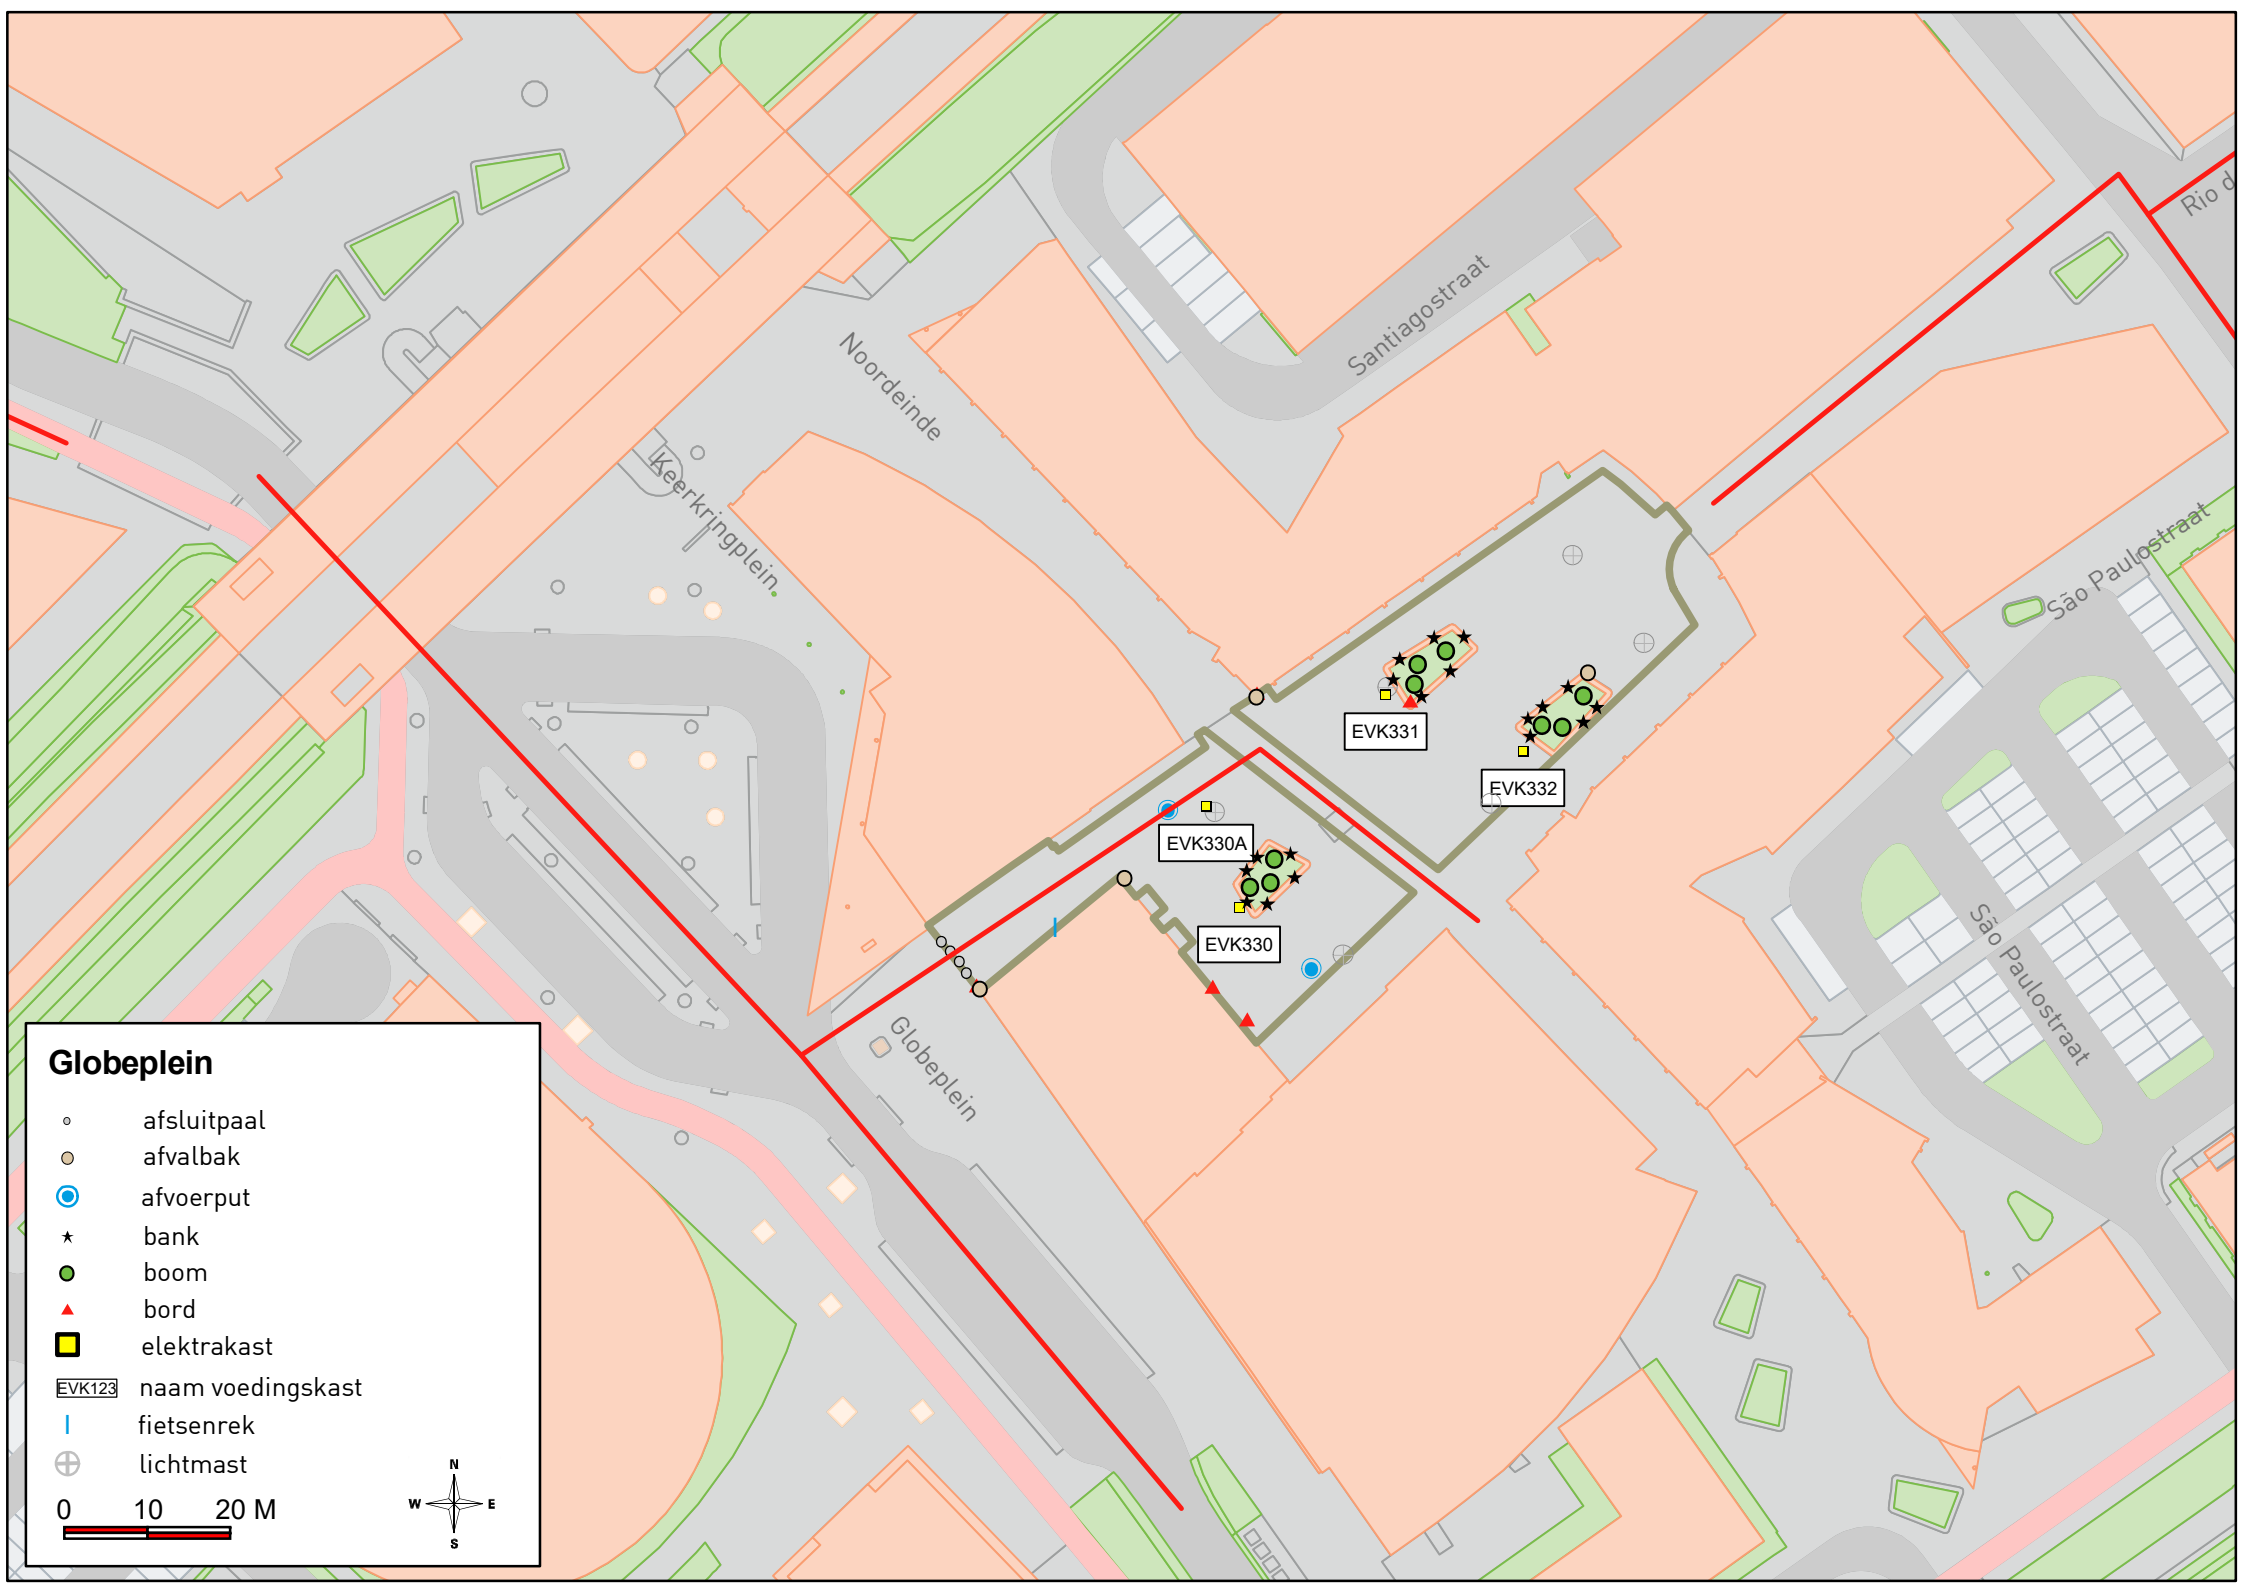 Rio d
Santiagostraat
Noordeinde
Keerkringplein
São Paulostraat
EVK331
EVK332
EVK330A
EVK330
São Paulostraat
Globeplein
Globeplein
afsluitpaal
afvalbak
afvoerput
bank
boom
bord
elektrakast
EVK123 naam voedingskast
fietsenrek
lichtmast
0 10 20 M
N
W E
S